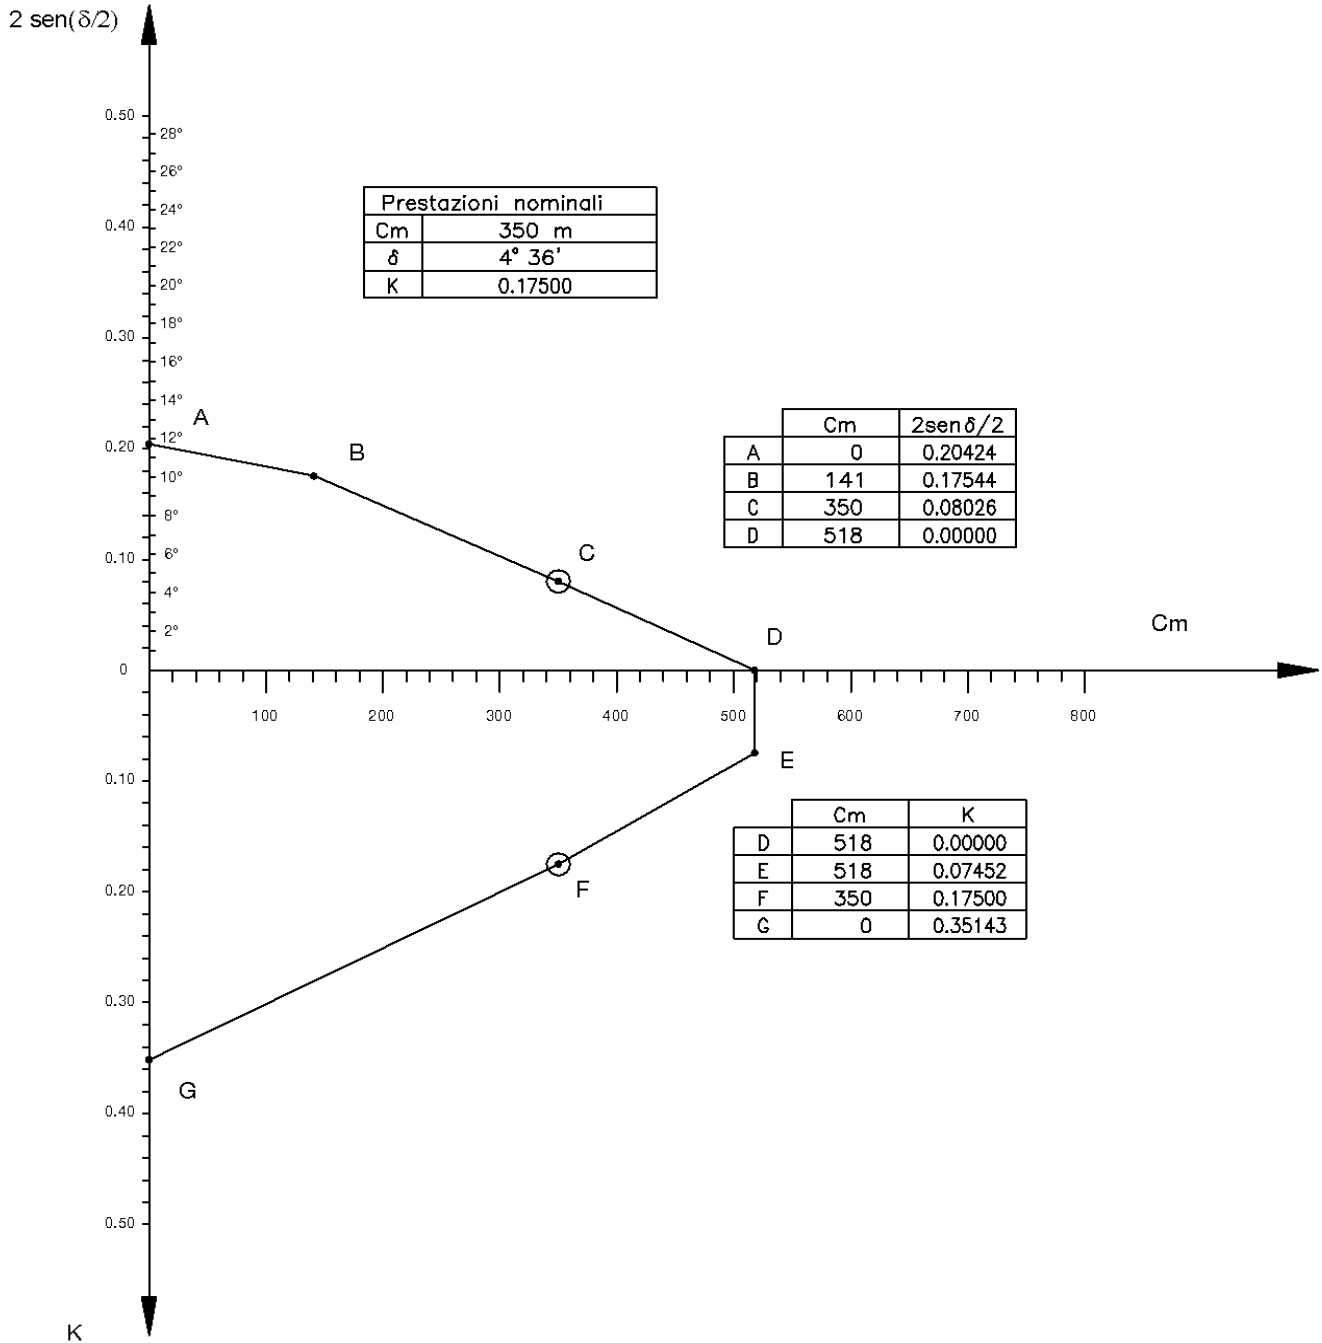 2 sen(δ/2)
0.50
28°
26°
24°
0.40
22°
20°
18°
0.30
16°
14°
12°
0.20
10°
8°
6°
0.10
4°
2°
0
Prestazioni nominali
Cm 350 m
δ 4° 36'
K 0.17500
A
B
C
D
Cm 2senδ/2
A 0 0.20424
B 141 0.17544
C 350 0.08026
D 518 0.00000
Cm
100 200 300 400 500 600 700 800
E
F
G
Cm K
D 518 0.00000
E 518 0.07452
F 350 0.17500
G 0 0.35143
0.10
0.20
0.30
0.40
0.50
K